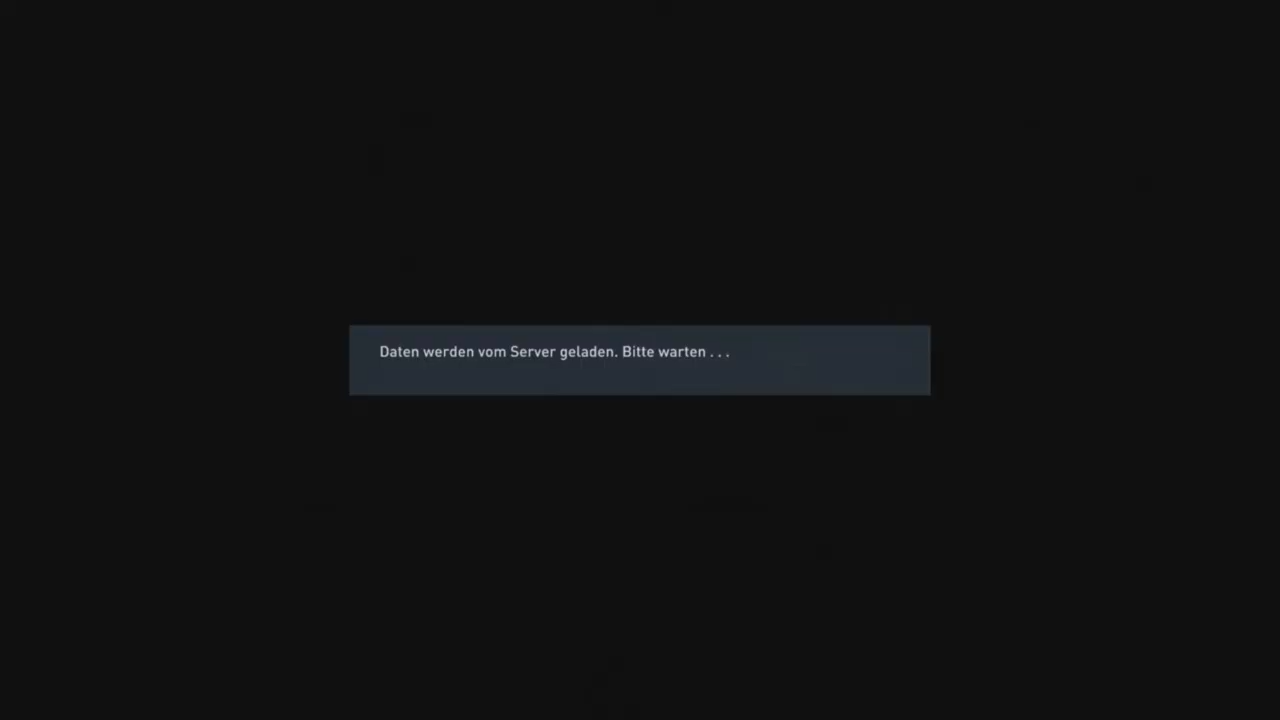 Daten werden vom Server geladen. Bitte warten . . .